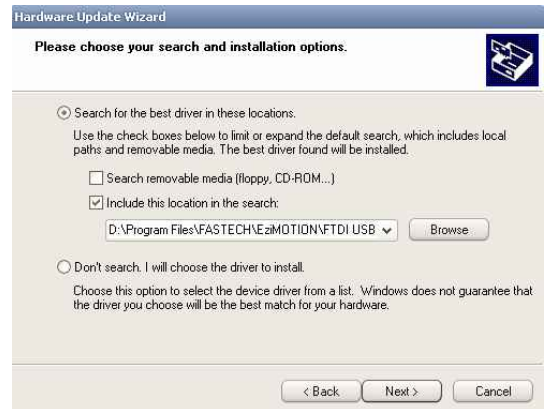 Hardware Update Wizard
Please choose your search and installation options.
Search for the best driver in these locations.
Use the check boxes below to limit or expand the default search, which includes local
paths and removable media. The best driver found will be installed.
Search removable media (floppy, CD-ROM...)
Include this location in the search:
D:\Program Files\FASTECH\EziMOTION\FTDI USB
Browse
Don't search. I will choose the driver to install.
Choose this option to select the device driver from a list. Windows does not guarantee that
the driver you choose will be the best match for your hardware.
< Back Next > Cancel